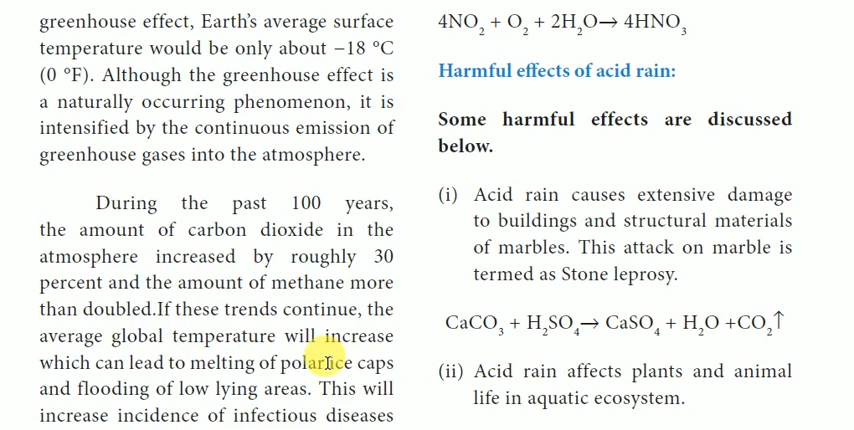 greenhouse effect, Earth's average surface
temperature would be only about −18 °C
(0 °F). Although the greenhouse effect is
a naturally occurring phenomenon, it is
intensified by the continuous emission of
greenhouse gases into the atmosphere.
During the past 100 years,
the amount of carbon dioxide in the
atmosphere increased by roughly 30
percent and the amount of methane more
than doubled.If these trends continue, the
average global temperature will increase
which can lead to melting of polar ice caps
and flooding of low lying areas. This will
increase incidence of infectious diseases
4NO₂ + O₂ + 2H₂O→ 4HNO₃
Harmful effects of acid rain:
Some harmful effects are discussed
below.
(i) Acid rain causes extensive damage
to buildings and structural materials
of marbles. This attack on marble is
termed as Stone leprosy.
CaCO₃ + H₂SO₄→ CaSO₄ + H₂O +CO₂↑
(ii) Acid rain affects plants and animal
life in aquatic ecosystem.